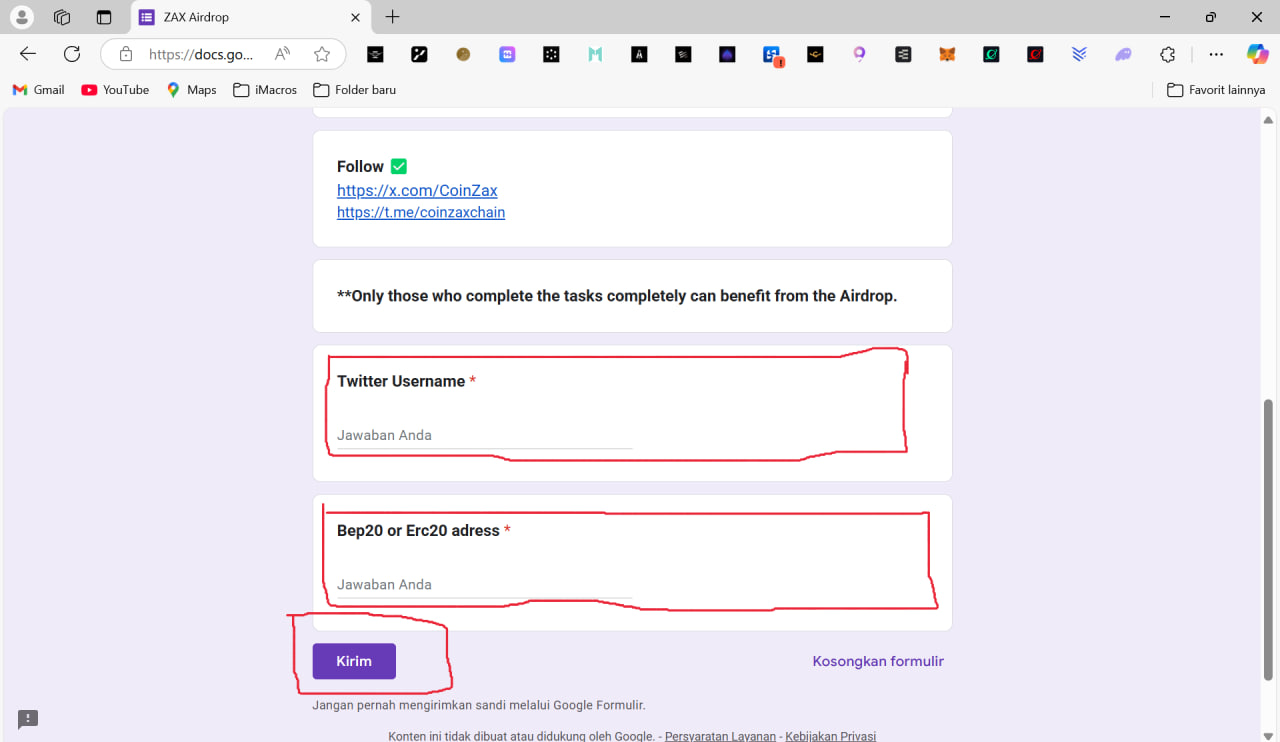 ZAX Airdrop
https://docs.go...
Gmail
YouTube
Maps
iMacros
Folder baru
Favorit lainnya
Follow ✅
https://x.com/CoinZax
https://t.me/coinzaxchain
**Only those who complete the tasks completely can benefit from the Airdrop.
Twitter Username *
Jawaban Anda
Bep20 or Erc20 adress *
Jawaban Anda
Kirim
Kosongkan formulir
Jangan pernah mengirimkan sandi melalui Google Formulir.
Konten ini tidak dibuat atau didukung oleh Google. - Persyaratan Layanan - Kebijakan Privasi